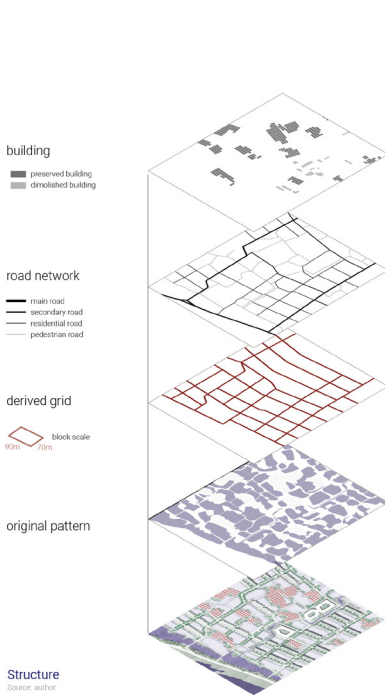 building
preserved building
dimolished building
road network
main road
secondary road
residential road
pedestrian road
derived grid
block scale
90m 70m
original pattern
Structure
Source: author